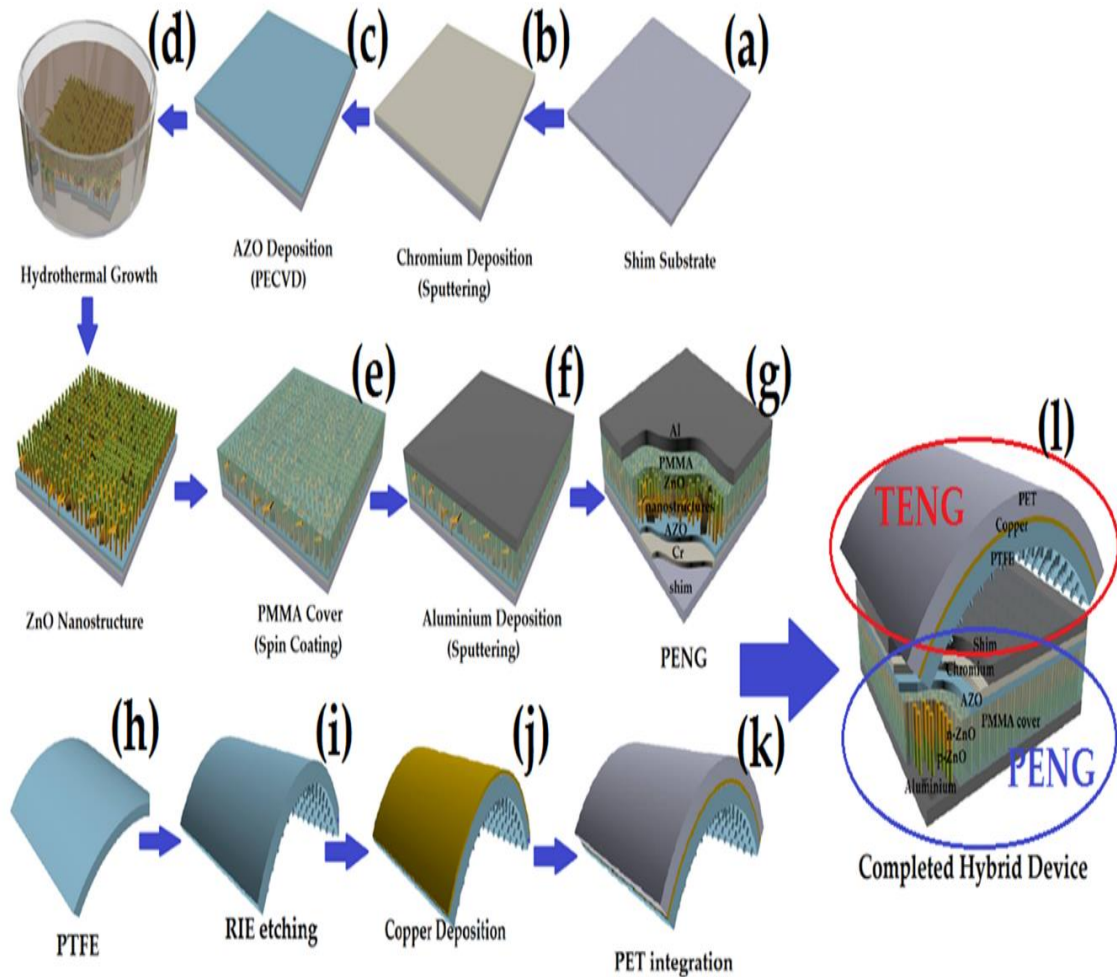 (d)
(c)
(b)
(a)
Hydrothermal Growth
AZO Deposition
(PECVD)
Chromium Deposition
(Sputtering)
Shim Substrate
(e)
(f)
(g)
Al
PMMA
ZnO
nanostructures
AZO
Cr
shim
ZnO Nanostructure
PMMA Cover
(Spin Coating)
Aluminium Deposition
(Sputtering)
PENG
(h)
(i)
(j)
(k)
PTFE
RIE etching
Copper Deposition
PET integration
(l)
TENG
PET
Copper
PTFE
Shim
Chromium
AZO
PMMA cover
n-ZnO
p-ZnO
Aluminium
PENG
Completed Hybrid Device